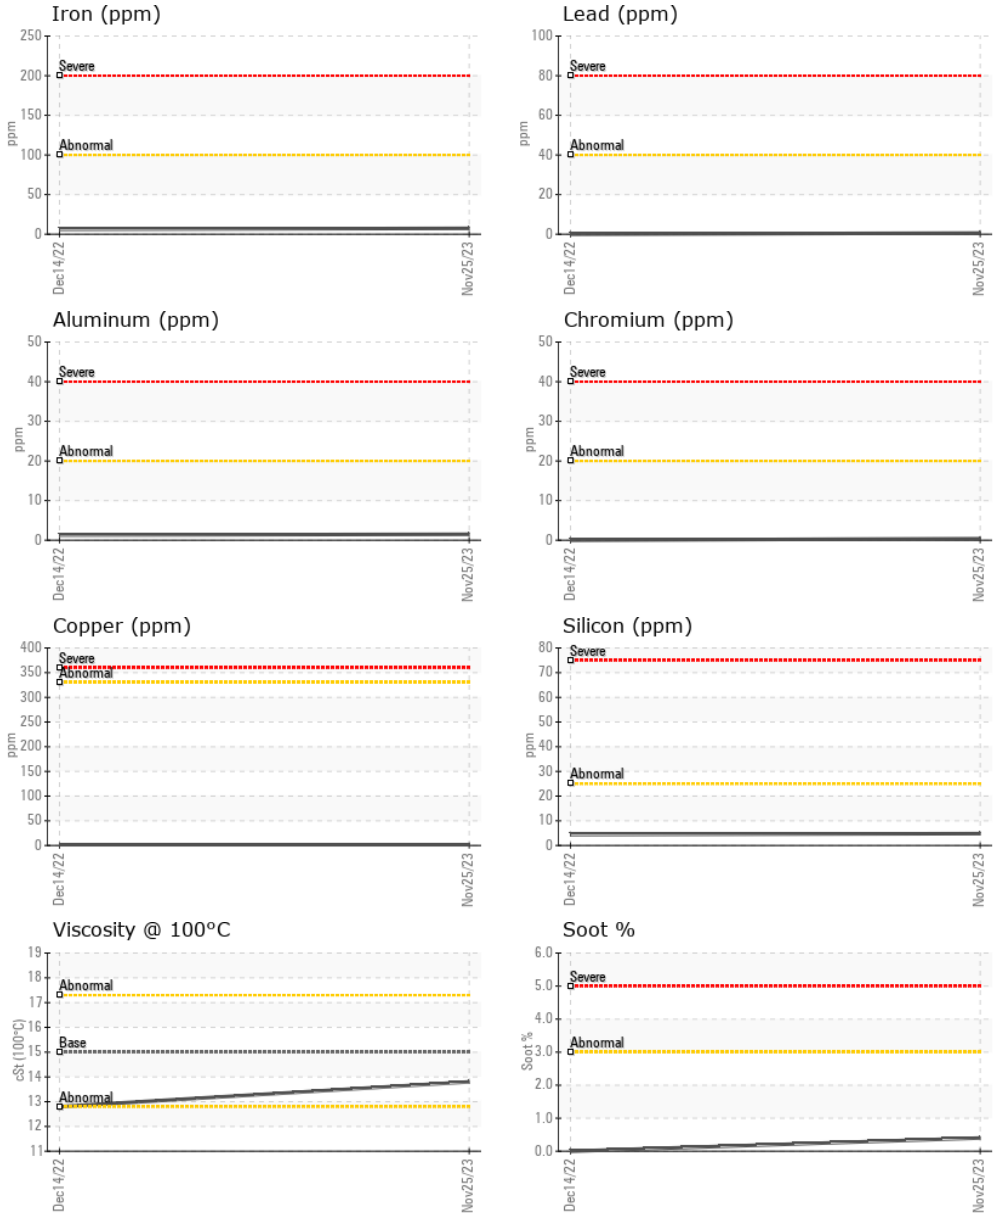 Iron (ppm)
250
200
150
100
50
0
ppm
Severe
Abnormal
Dec14/22
Nov25/23
Lead (ppm)
100
80
60
40
20
0
ppm
Severe
Abnormal
Dec14/22
Nov25/23
Aluminum (ppm)
50
40
30
20
10
0
ppm
Severe
Abnormal
Dec14/22
Nov25/23
Chromium (ppm)
50
40
30
20
10
0
ppm
Severe
Abnormal
Dec14/22
Nov25/23
Copper (ppm)
400
350
300
250
200
150
100
50
0
ppm
Severe
Abnormal
Dec14/22
Nov25/23
Silicon (ppm)
80
70
60
50
40
30
20
10
0
ppm
Severe
Abnormal
Dec14/22
Nov25/23
Viscosity @ 100°C
19
18
17
16
15
14
13
12
11
cSt (100°C)
Abnormal
Base
Abnormal
Dec14/22
Nov25/23
Soot %
6.0
5.0
4.0
3.0
2.0
1.0
0.0
Soot %
Severe
Abnormal
Dec14/22
Nov25/23